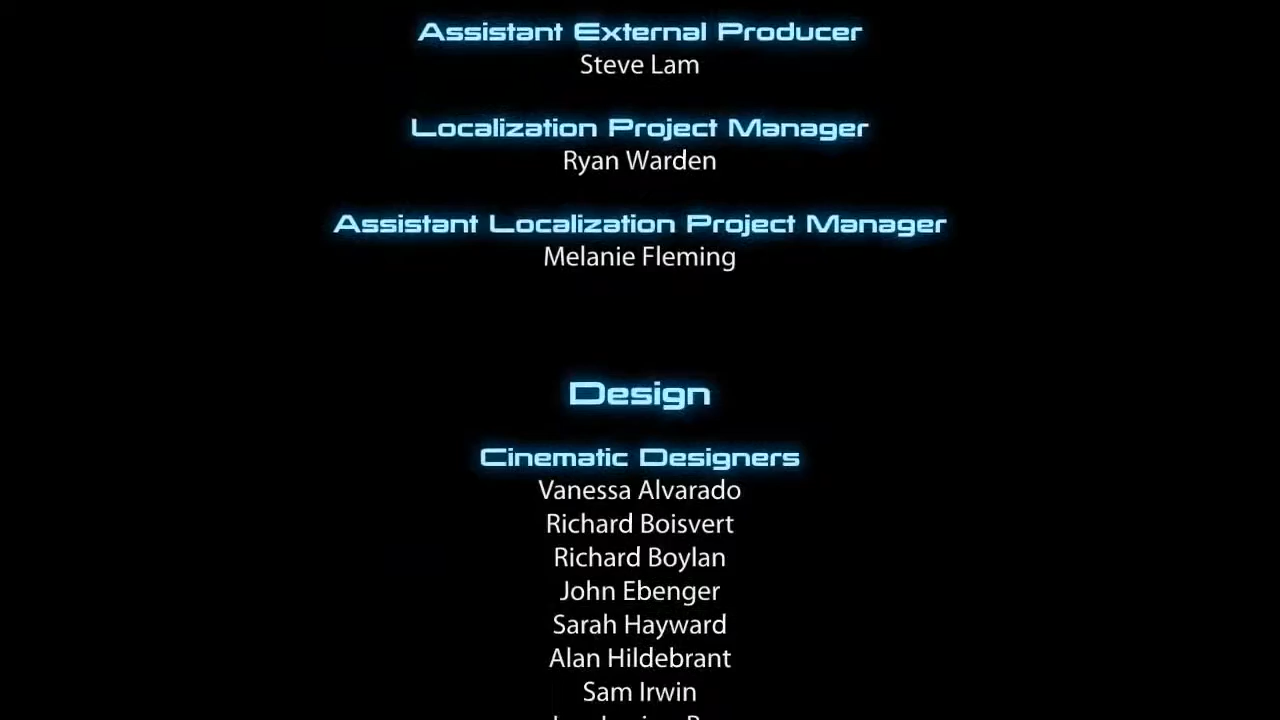 Assistant External Producer
Steve Lam
Localization Project Manager
Ryan Warden
Assistant Localization Project Manager
Melanie Fleming
Design
Cinematic Designers
Vanessa Alvarado
Richard Boisvert
Richard Boylan
John Ebenger
Sarah Hayward
Alan Hildebrant
Sam Irwin